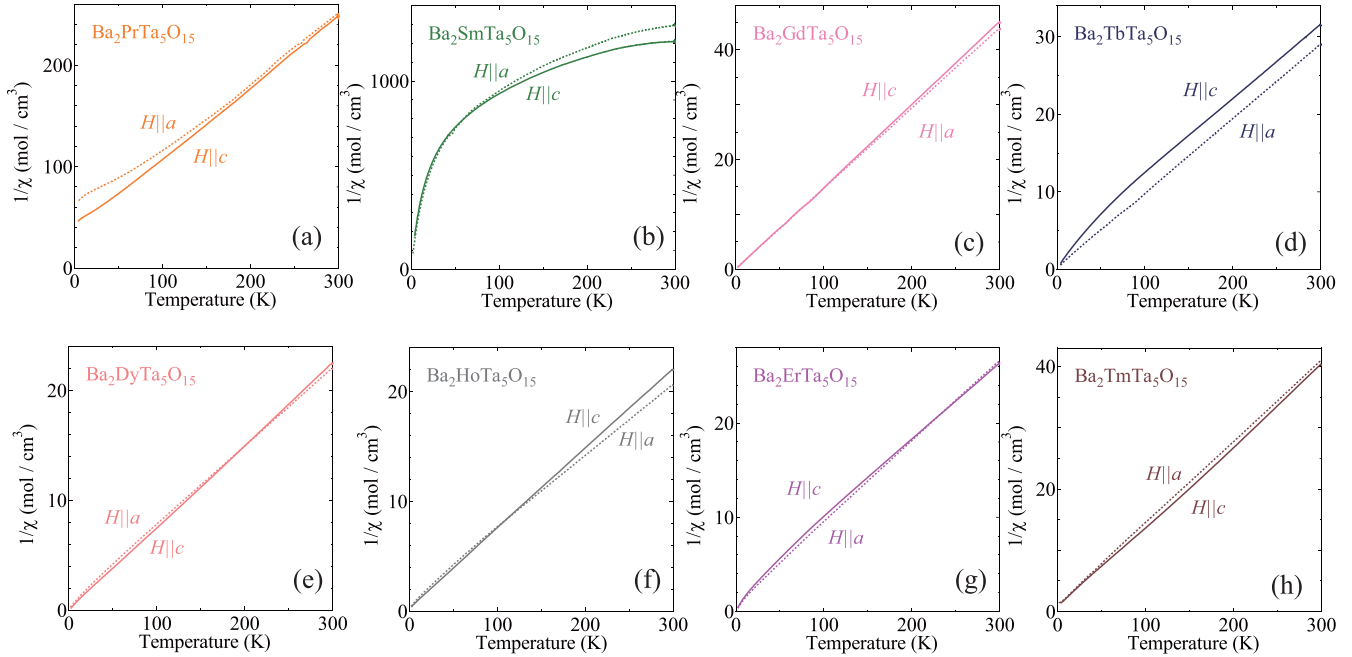 Ba₂PrTa₅O₁₅
H||a
H||c
(a)
1/χ (mol / cm³)
0
100
200
0
100
200
300
Temperature (K)
Ba₂SmTa₅O₁₅
H||a
H||c
(b)
1/χ (mol / cm³)
0
1000
0
100
200
300
Temperature (K)
Ba₂GdTa₅O₁₅
H||c
H||a
(c)
1/χ (mol / cm³)
0
20
40
0
100
200
300
Temperature (K)
Ba₂TbTa₅O₁₅
H||c
H||a
(d)
1/χ (mol / cm³)
0
10
20
30
0
100
200
300
Temperature (K)
Ba₂DyTa₅O₁₅
H||a
H||c
(e)
1/χ (mol / cm³)
0
10
20
0
100
200
300
Temperature (K)
Ba₂HoTa₅O₁₅
H||c
H||a
(f)
1/χ (mol / cm³)
0
10
20
0
100
200
300
Temperature (K)
Ba₂ErTa₅O₁₅
H||c
H||a
(g)
1/χ (mol / cm³)
0
10
20
0
100
200
300
Temperature (K)
Ba₂TmTa₅O₁₅
H||a
H||c
(h)
1/χ (mol / cm³)
0
20
40
0
100
200
300
Temperature (K)